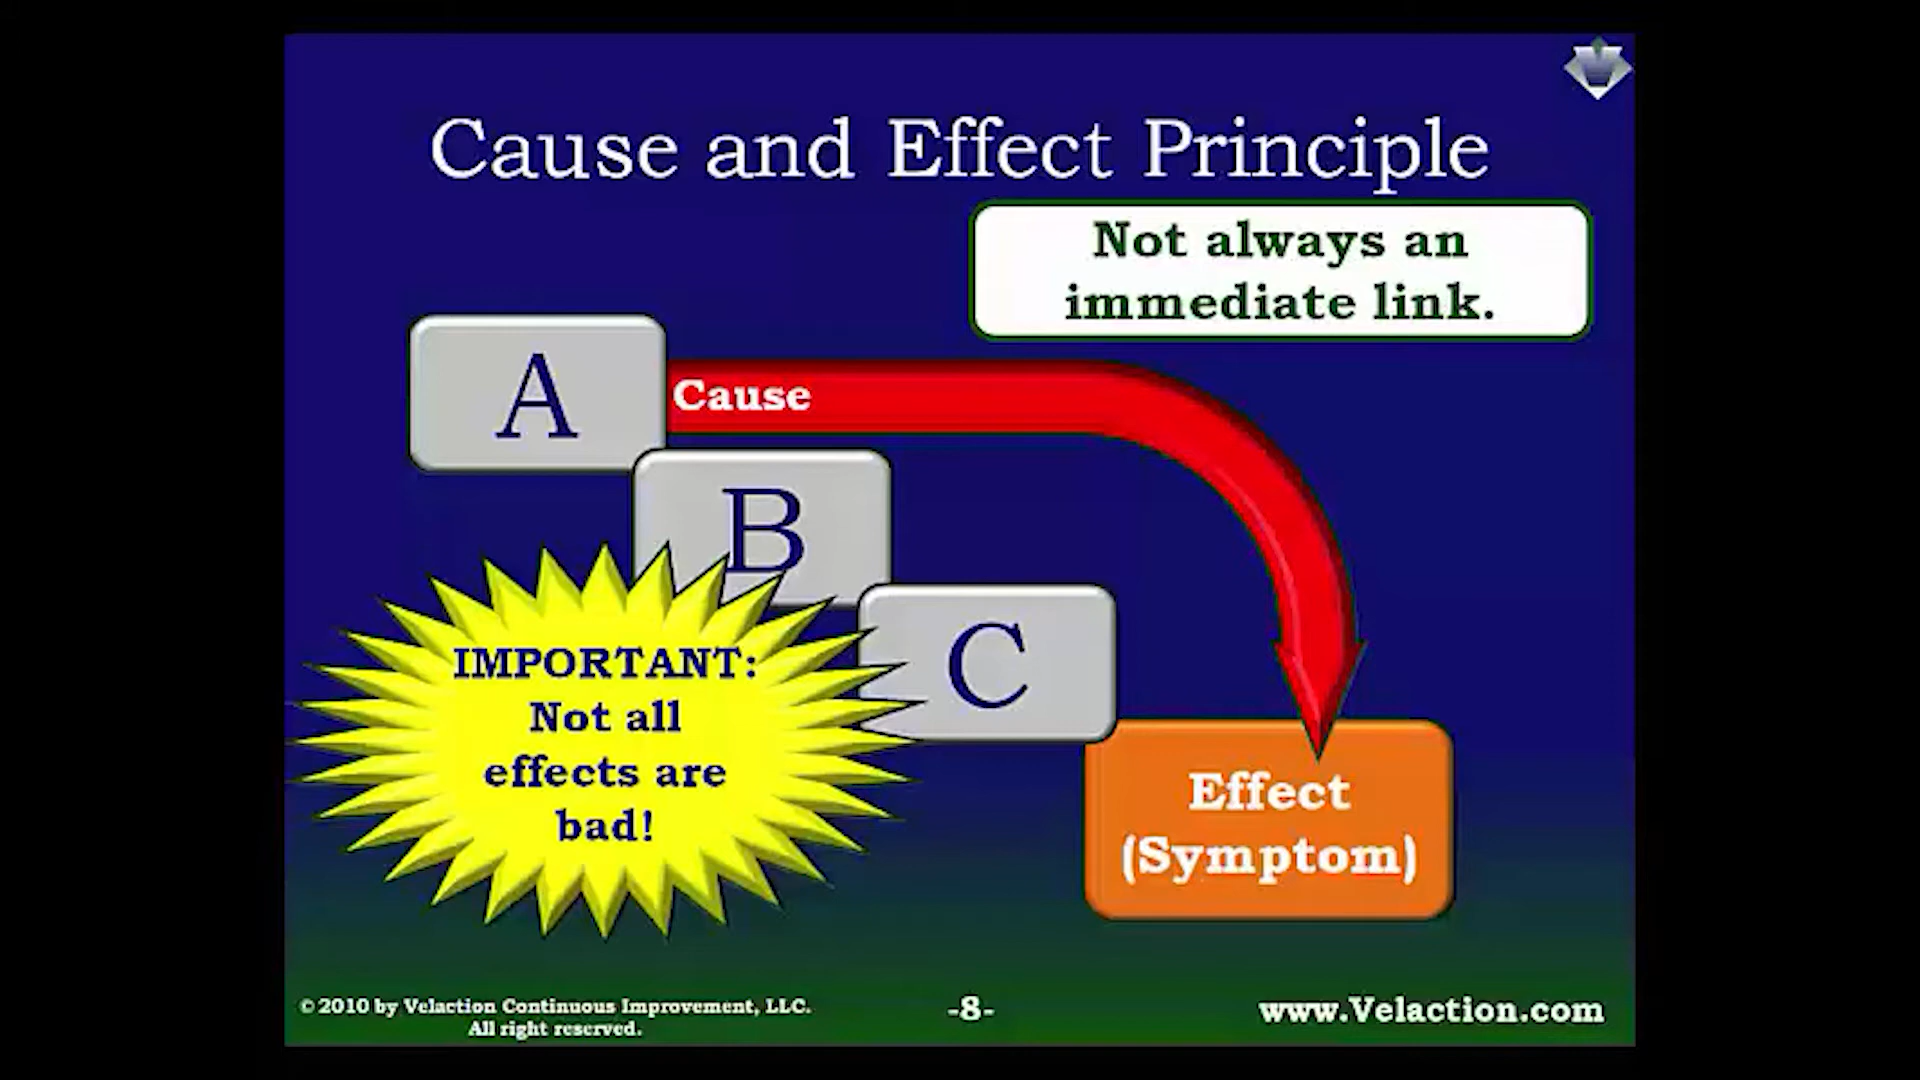 Cause and Effect Principle
Not always an
immediate link.
A
Cause
B
C
IMPORTANT:
Not all
effects are
bad!
Effect
(Symptom)
© 2010 by Velaction Continuous Improvement, LLC.
All right reserved.
-8-
www.Velaction.com